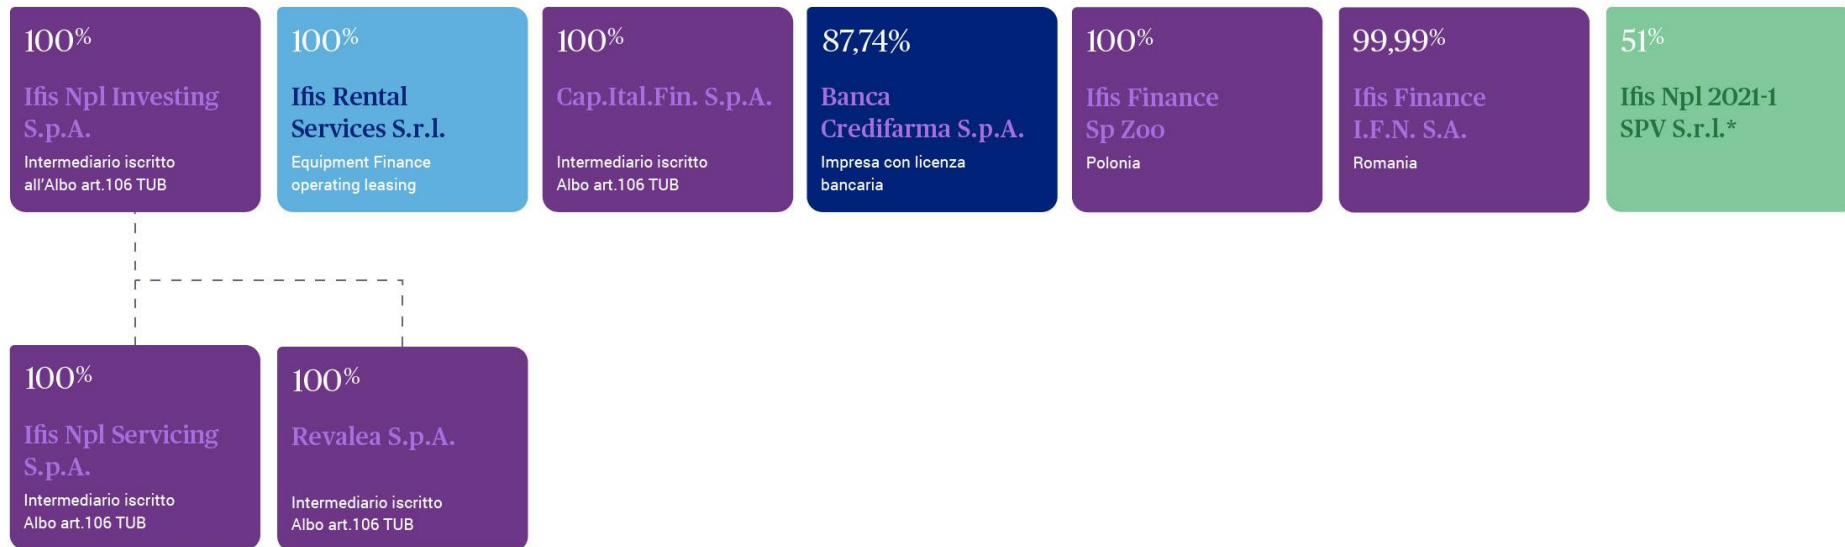 100%
Ifis Npl Investing
S.p.A.
Intermediario iscritto
all'Albo art.106 TUB
100%
Ifis Rental
Services S.r.l.
Equipment Finance
operating leasing
100%
Cap.Ital.Fin. S.p.A.
Intermediario iscritto
Albo art.106 TUB
87,74%
Banca
Credifarma S.p.A.
Impresa con licenza
bancaria
100%
Ifis Finance
Sp Zoo
Polonia
99,99%
Ifis Finance
I.F.N. S.A.
Romania
51%
Ifis Npl 2021-1
SPV S.r.l.*
100%
Ifis Npl Servicing
S.p.A.
Intermediario iscritto
Albo art.106 TUB
100%
Revalea S.p.A.
Intermediario iscritto
Albo art.106 TUB